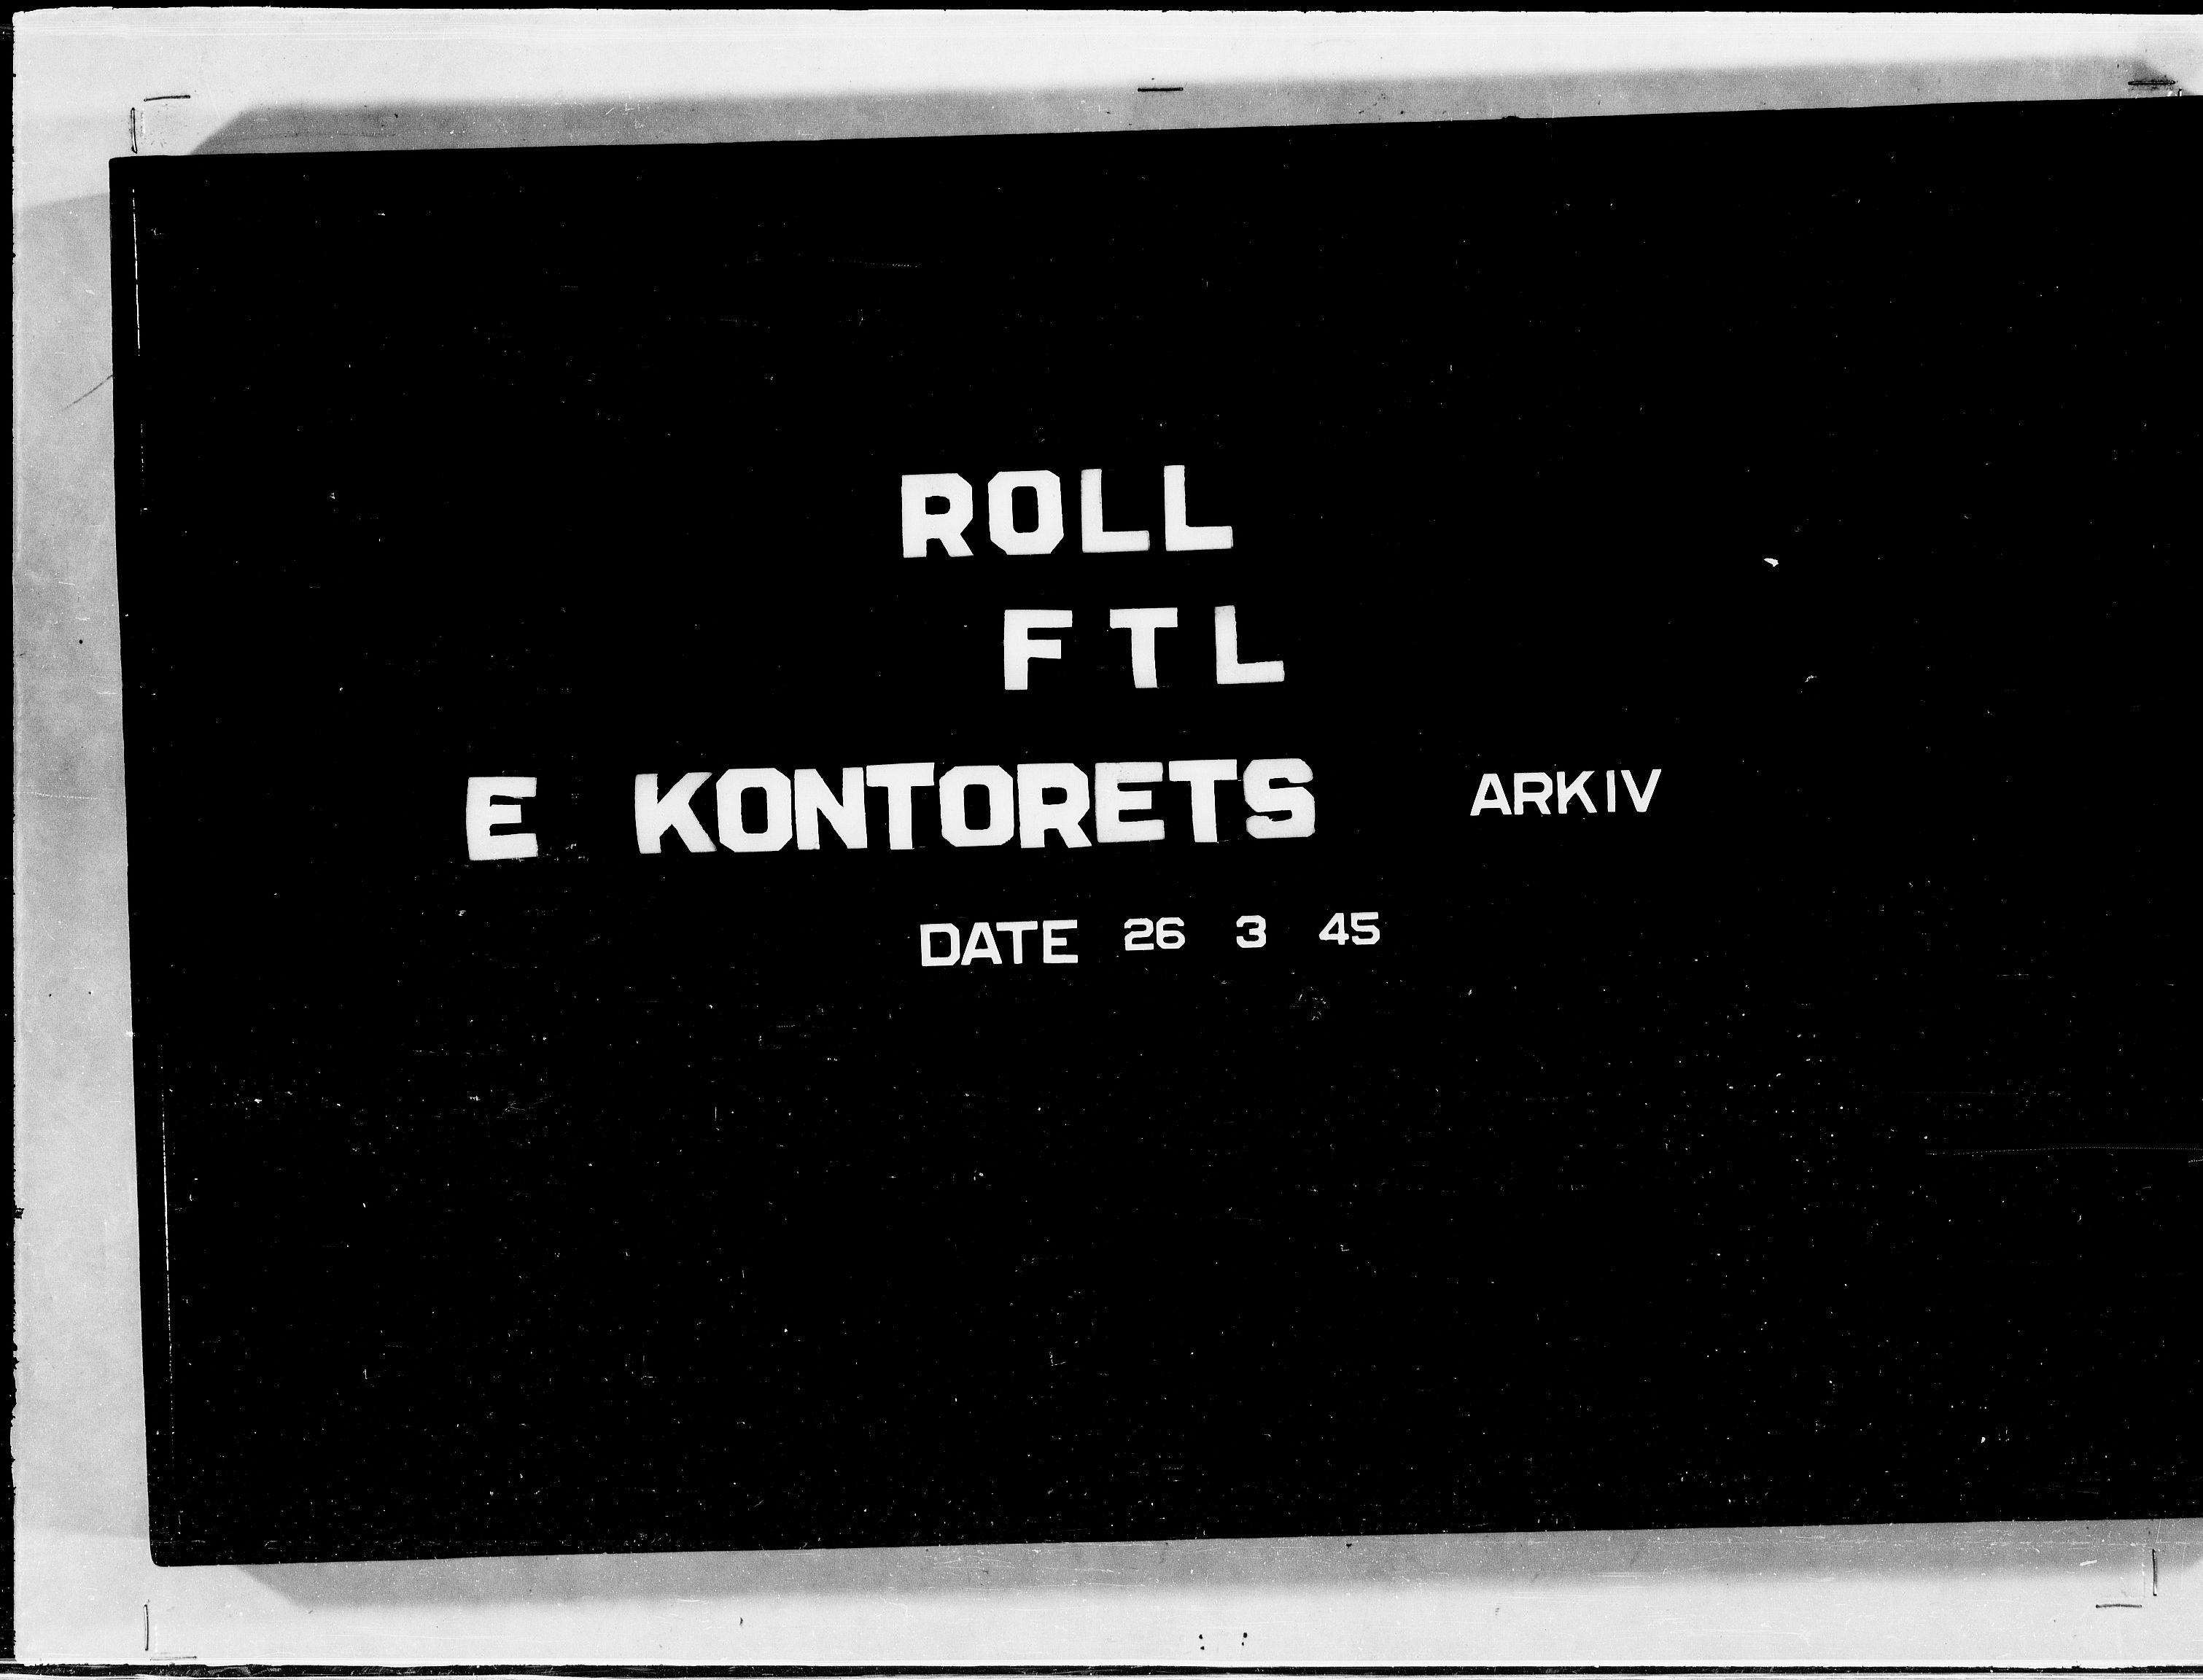 ROLL
F T L
E KONTORETS ARKIV
DATE 26 3 45